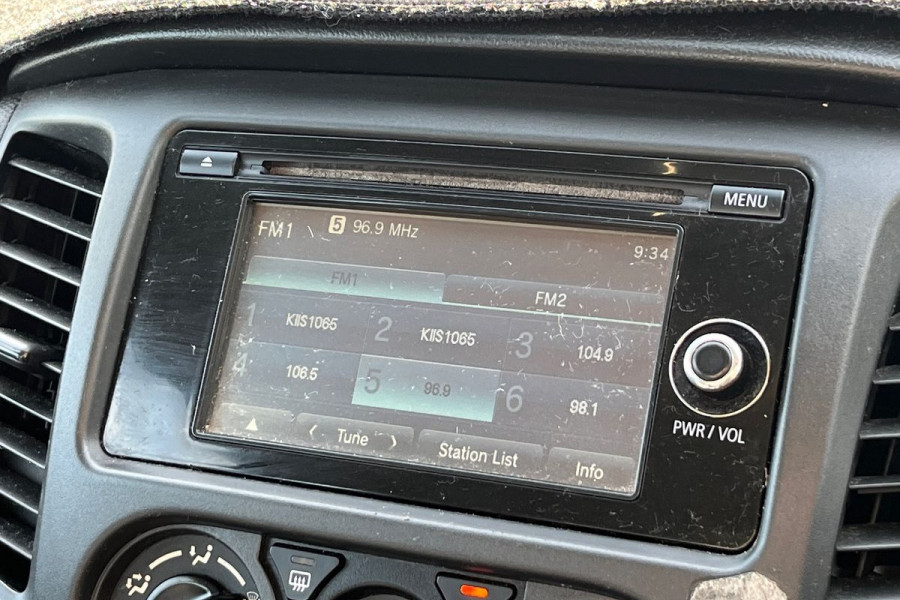 MENU
FM1 5 96.9 MHz
9:34
FM1 FM2
1 KIIS1065 2 KIIS1065 3 104.9
4 106.5 5 96.9 6 98.1
Tune Station List Info
PWR / VOL